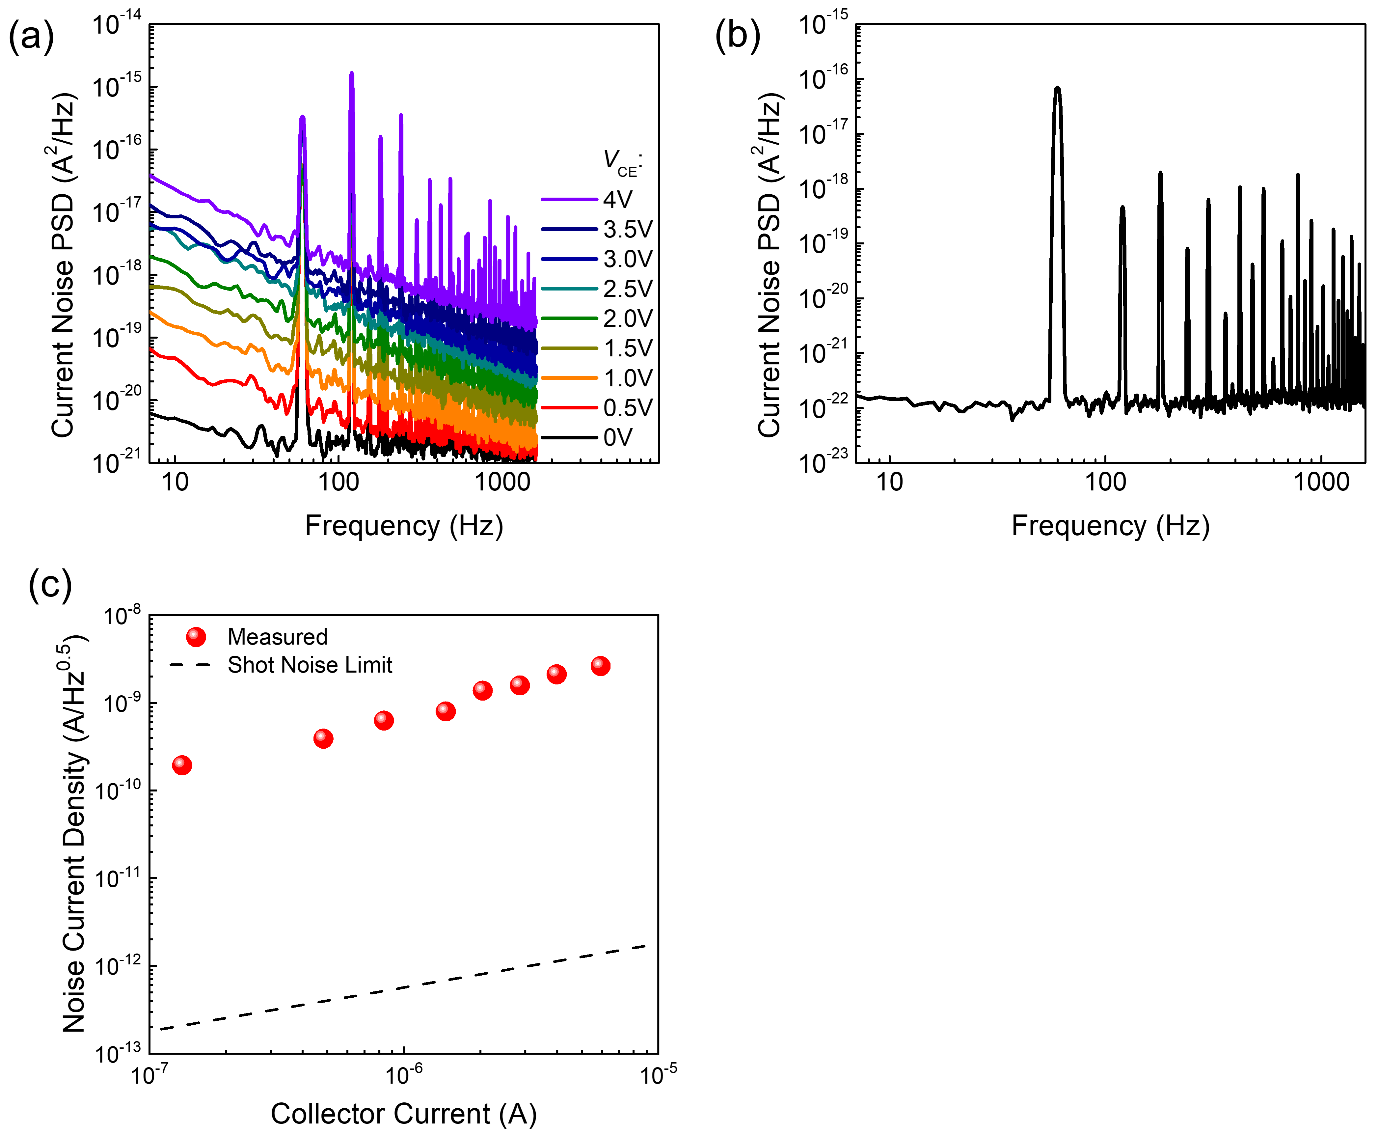 (a)
10^-14
10^-15
10^-16
10^-17
10^-18
10^-19
10^-20
10^-21
Current Noise PSD (A^2/Hz)
10
100
1000
Frequency (Hz)
V_CE:
4V
3.5V
3.0V
2.5V
2.0V
1.5V
1.0V
0.5V
0V
(b)
10^-15
10^-16
10^-17
10^-18
10^-19
10^-20
10^-21
10^-22
10^-23
Current Noise PSD (A^2/Hz)
10
100
1000
Frequency (Hz)
(c)
10^-8
10^-9
10^-10
10^-11
10^-12
10^-13
Noise Current Density (A/Hz^0.5)
Measured
Shot Noise Limit
10^-7
10^-6
10^-5
Collector Current (A)